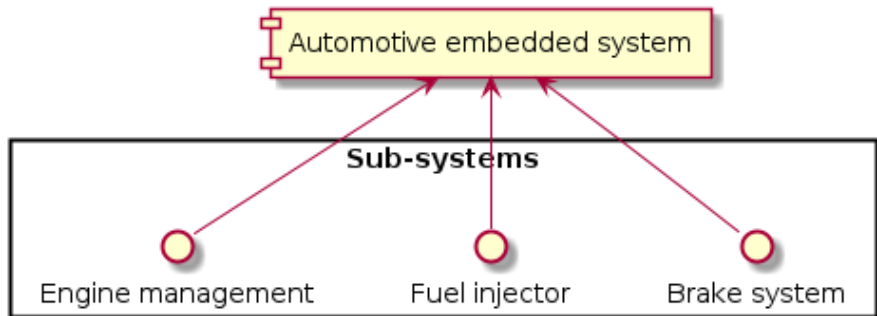 Automotive embedded system
Sub-systems
Engine management
Fuel injector
Brake system